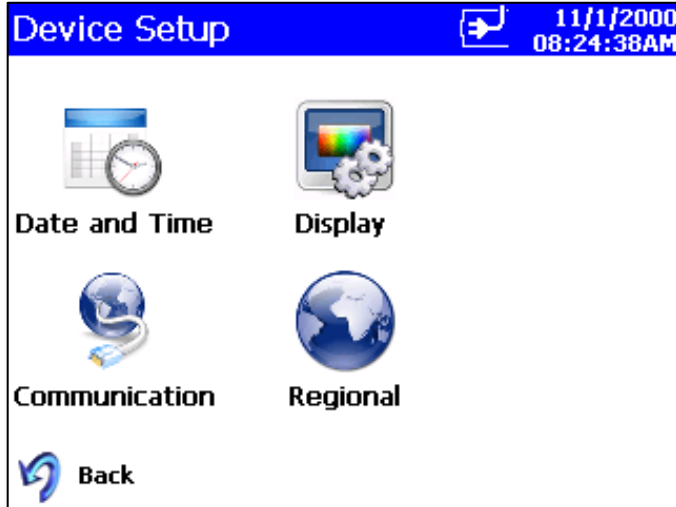 Device Setup
11/1/2000
08:24:38AM
Date and Time
Display
Communication
Regional
Back